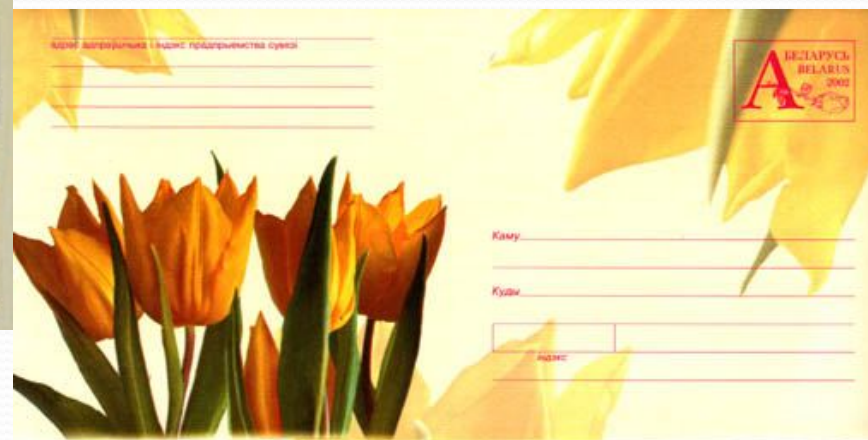 адрас адпраўшчыка і індэкс прадпрыемства сувязі
А
БЕЛАРУСЬ
BELARUS
2002
Каму
Куды
індэкс